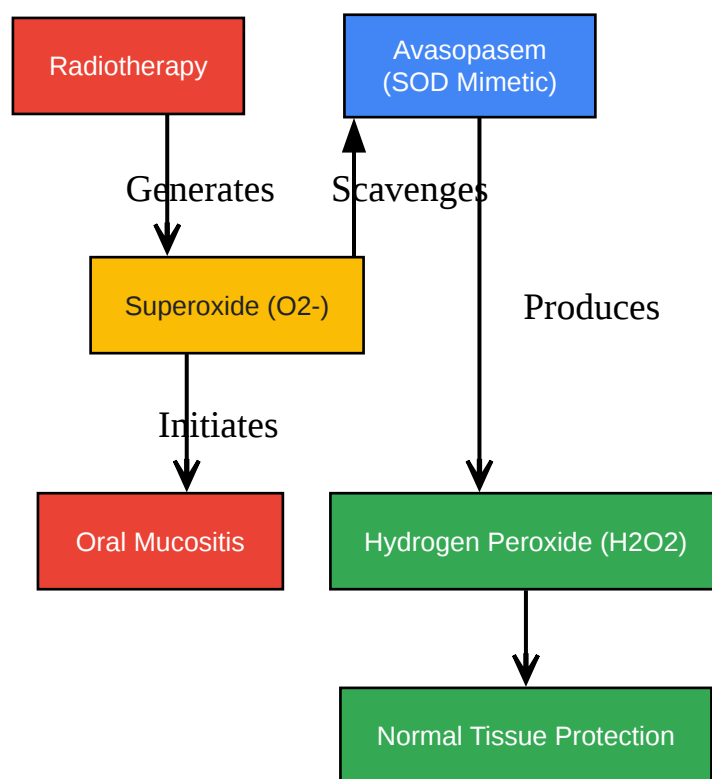 Radiotherapy
Avasopasem
(SOD Mimetic)
Generates
Scavenges
Superoxide (O2-)
Produces
Initiates
Oral Mucositis
Hydrogen Peroxide (H2O2)
Normal Tissue Protection